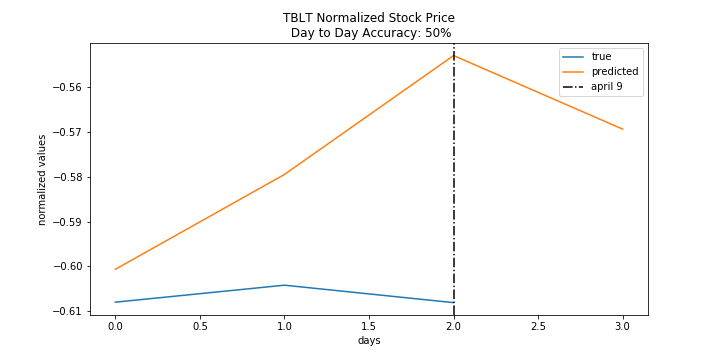 TBLT Normalized Stock Price
Day to Day Accuracy: 50%
true
predicted
april 9
normalized values
−0.56
−0.57
−0.58
−0.59
−0.60
−0.61
0.0 0.5 1.0 1.5 2.0 2.5 3.0
days